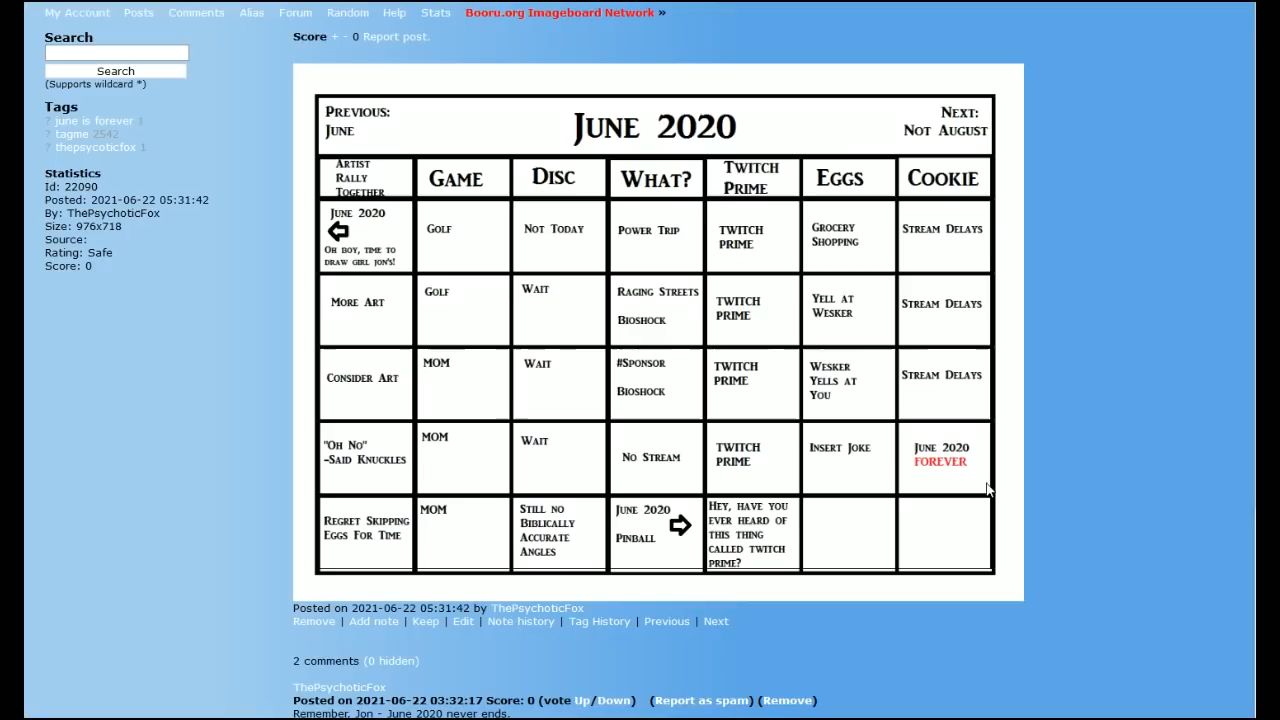 My Account Posts Comments Alias Forum Random Help Stats Booru.org Imageboard Network »
Search
Search
(Supports wildcard *)
Tags
? june is forever 1
? tagme 2542
? thepsycoticfox 1
Statistics
Id: 22090
Posted: 2021-06-22 05:31:42
By: ThePsychoticFox
Size: 976x718
Source:
Rating: Safe
Score: 0
Score + - 0 Report post.
Previous:
June
June 2020
Next:
Not August
Artist
Rally
Together
Game
Disc
What?
Twitch
Prime
Eggs
Cookie
June 2020
Oh boy, time to
draw girl jon's!
Golf
Not Today
Power Trip
Twitch
prime
Grocery
Shopping
Stream Delays
More Art
Golf
Wait
Raging Streets
Bioshock
Twitch
prime
Yell at
Wesker
Stream Delays
Consider Art
MOM
Wait
#Sponsor
Bioshock
Twitch
prime
Wesker
Yells at
You
Stream Delays
"Oh No"
-Said Knuckles
MOM
Wait
No Stream
Twitch
prime
Insert Joke
June 2020
FOREVER
Regret Skipping
Eggs For Time
MOM
Still no
Biblically
Accurate
Angles
June 2020
Pinball
Hey, have you
ever heard of
this thing
called twitch
prime?
Posted on 2021-06-22 05:31:42 by ThePsychoticFox
Remove | Add note | Keep | Edit | Note history | Tag History | Previous | Next
2 comments (0 hidden)
ThePsychoticFox
Posted on 2021-06-22 03:32:17 Score: 0 (vote Up/Down) (Report as spam) (Remove)
Remember, Jon - June 2020 never ends.